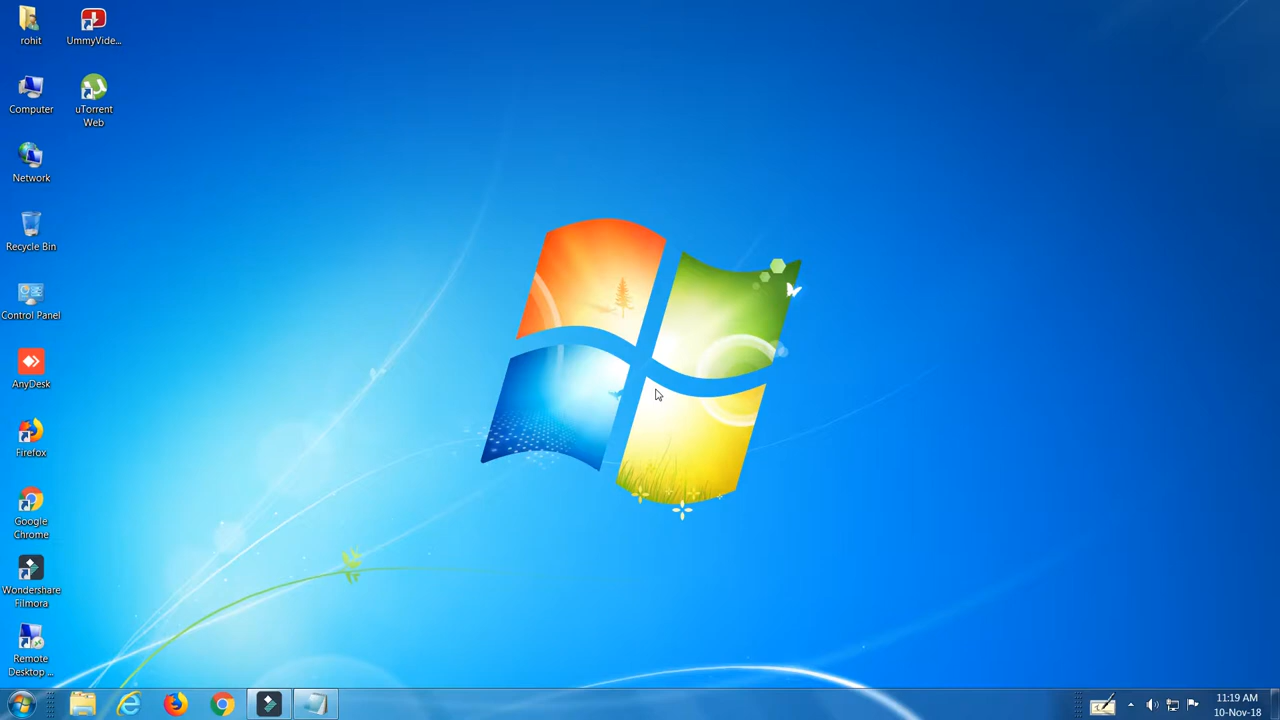 rohit
UmmyVide...
Computer
uTorrent
Web
Network
Recycle Bin
Control Panel
AnyDesk
Firefox
Google
Chrome
Wondershare
Filmora
Remote
Desktop ...
11:19 AM
10-Nov-18